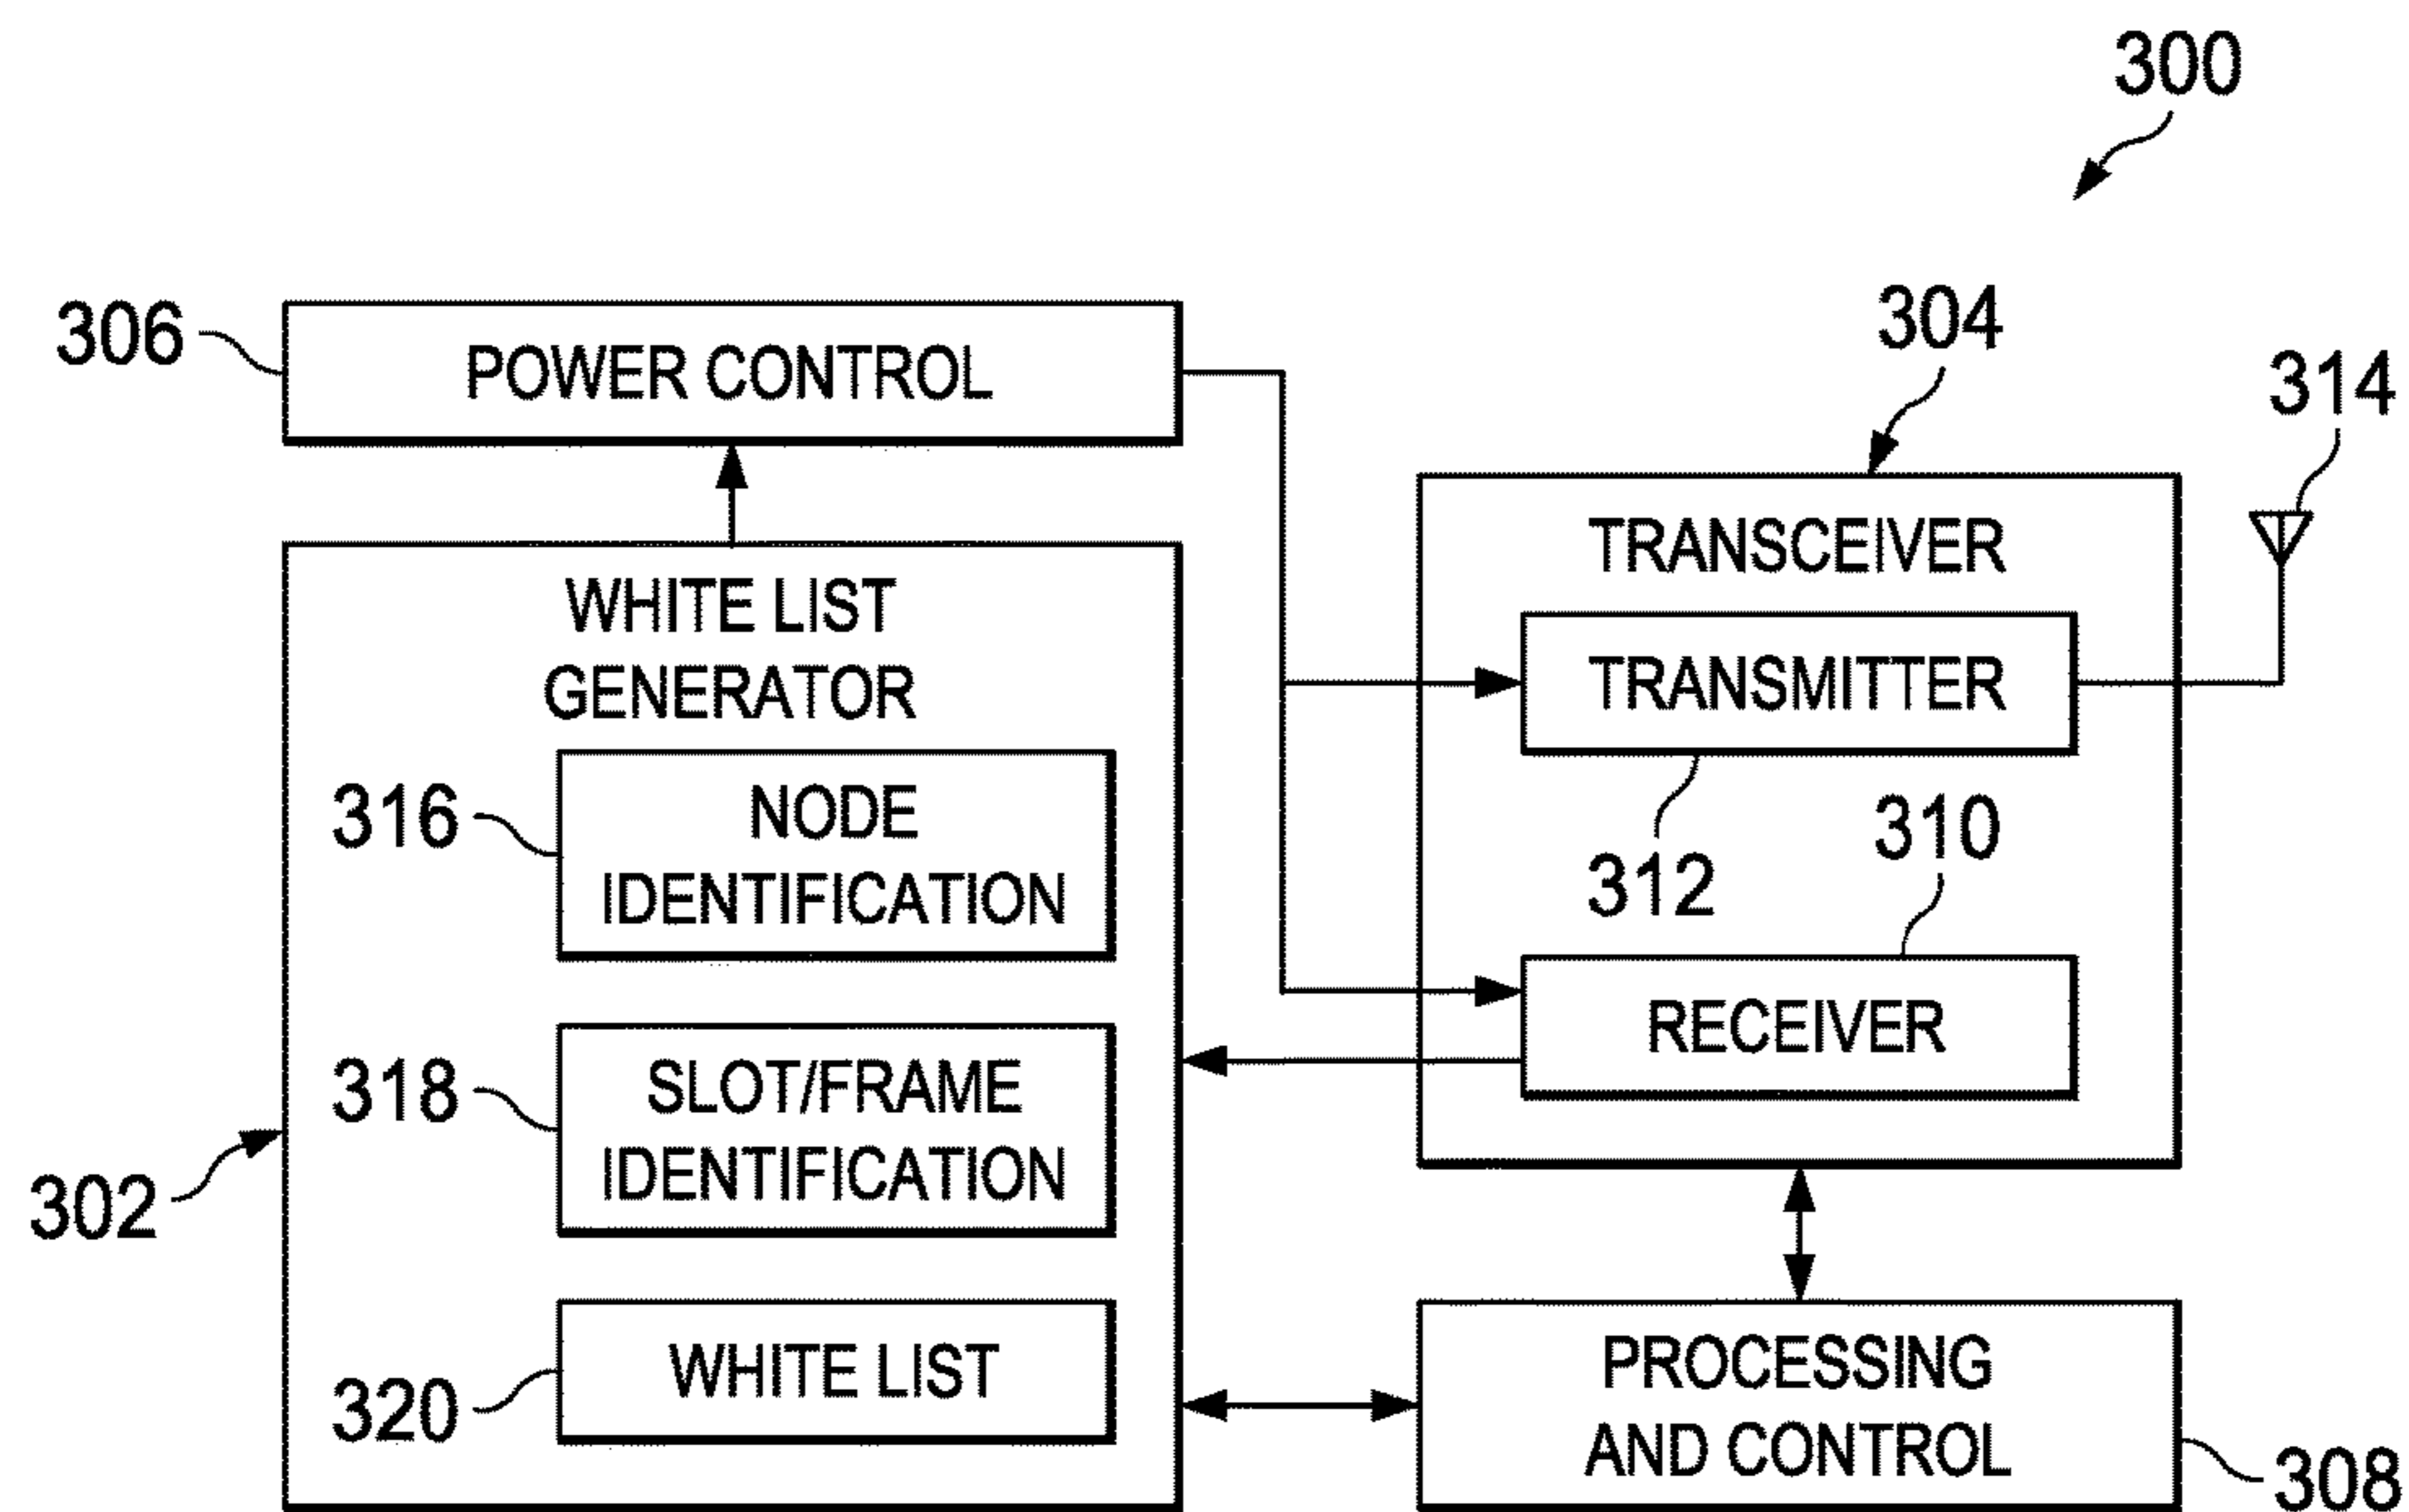 300
306
POWER CONTROL
304
314
WHITE LIST
GENERATOR
316
NODE
IDENTIFICATION
318
SLOT/FRAME
IDENTIFICATION
302
320
WHITE LIST
TRANSCEIVER
TRANSMITTER
312
310
RECEIVER
PROCESSING
AND CONTROL
308